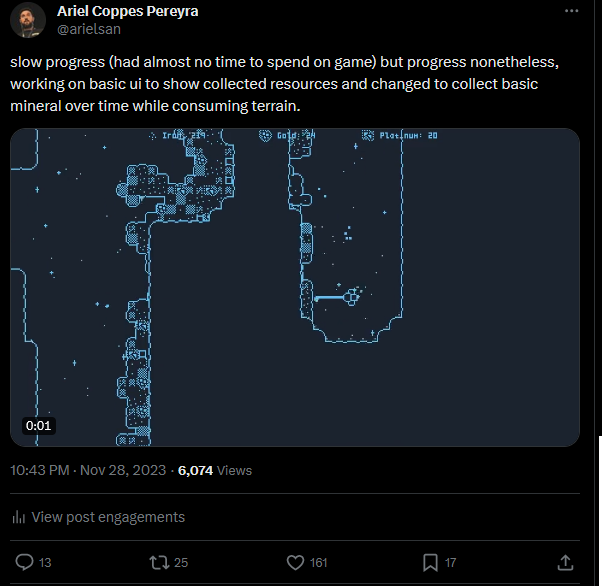 Ariel Coppes Pereyra
@arielsan
slow progress (had almost no time to spend on game) but progress nonetheless,
working on basic ui to show collected resources and changed to collect basic
mineral over time while consuming terrain.
Iron: Gold: 24 Platinum: 20
0:01
10:43 PM · Nov 28, 2023 · 6,074 Views
View post engagements
13 25 161 17